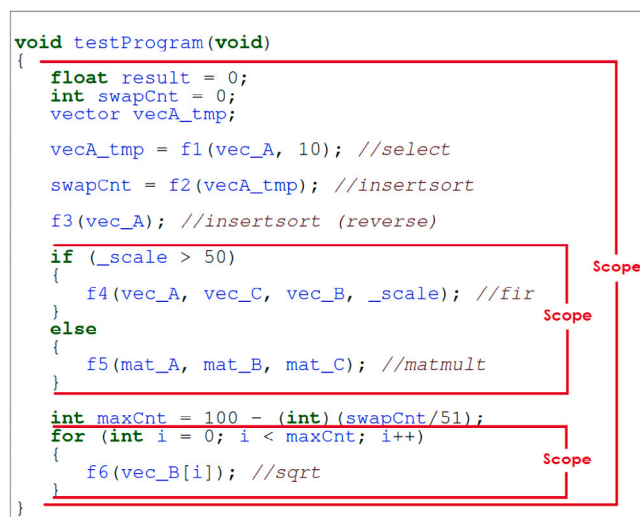 void testProgram(void)
{
float result = 0;
int swapCnt = 0;
vector vecA_tmp;
vecA_tmp = f1(vec_A, 10); //select
swapCnt = f2(vecA_tmp); //insertsort
f3(vec_A); //insertsort (reverse)
if (_scale > 50)
{
f4(vec_A, vec_C, vec_B, _scale); //fir
}
else
{
f5(mat_A, mat_B, mat_C); //matmult
}
int maxCnt = 100 - (int)(swapCnt/51);
for (int i = 0; i < maxCnt; i++)
{
f6(vec_B[i]); //sqrt
}
}
Scope
Scope
Scope